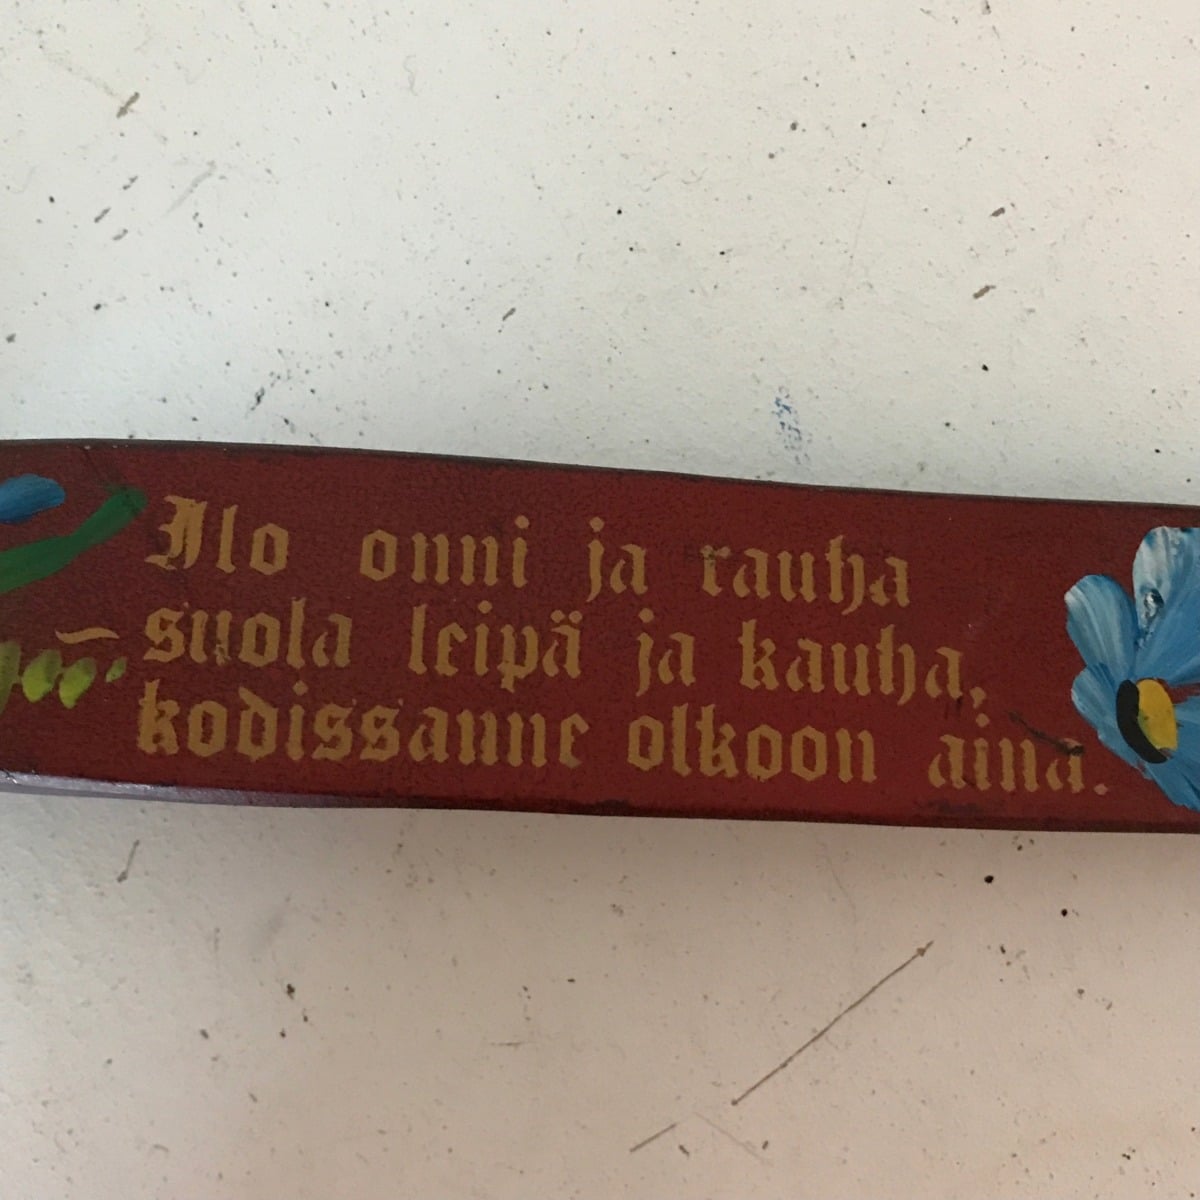 Ilo onni ja rauha
suola leipä ja kauha,
kodissanne olkoon aina.